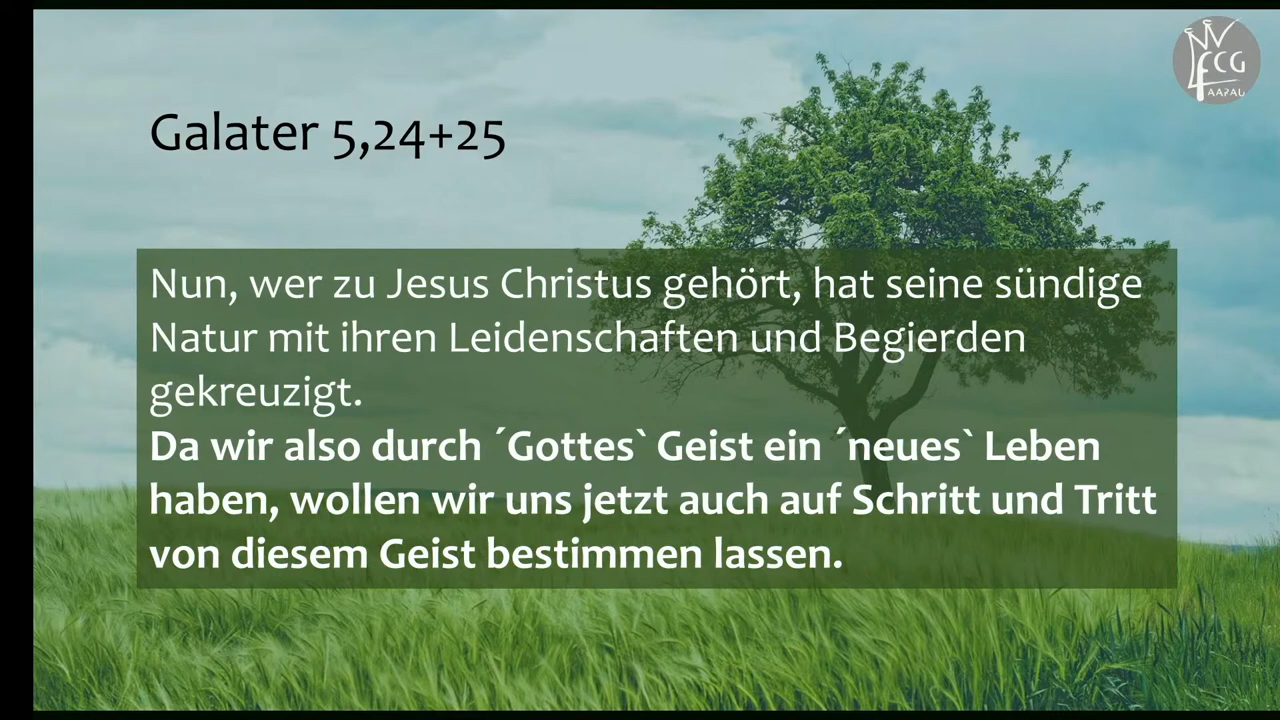 FCG
AARAU
Galater 5,24+25
Nun, wer zu Jesus Christus gehört, hat seine sündige
Natur mit ihren Leidenschaften und Begierden
gekreuzigt.
Da wir also durch ´Gottes` Geist ein ´neues` Leben
haben, wollen wir uns jetzt auch auf Schritt und Tritt
von diesem Geist bestimmen lassen.